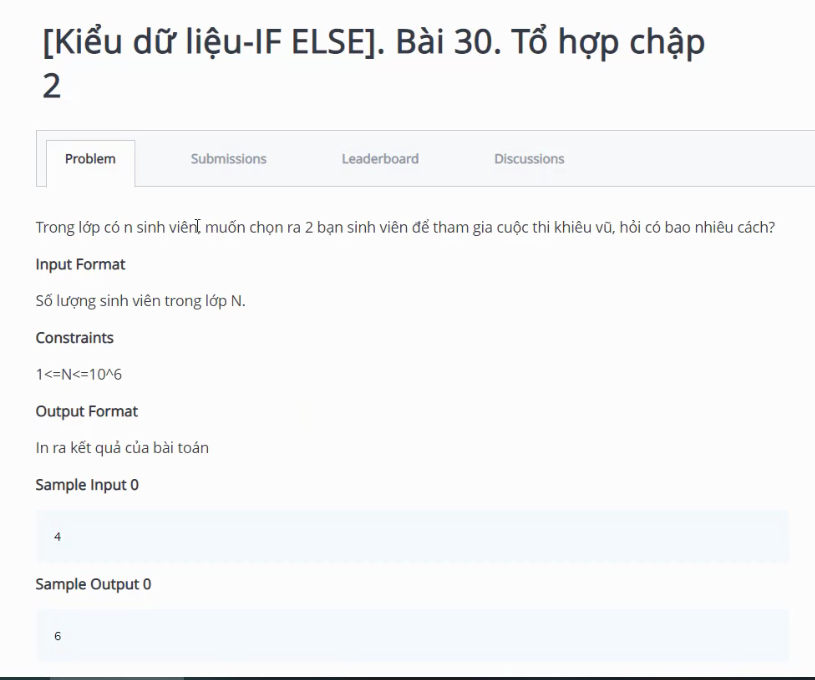 [Kiểu dữ liệu-IF ELSE]. Bài 30. Tổ hợp chập
2
Problem Submissions Leaderboard Discussions
Trong lớp có n sinh viên, muốn chọn ra 2 bạn sinh viên để tham gia cuộc thi khiêu vũ, hỏi có bao nhiêu cách?
Input Format
Số lượng sinh viên trong lớp N.
Constraints
1<=N<=10^6
Output Format
In ra kết quả của bài toán
Sample Input 0
4
Sample Output 0
6